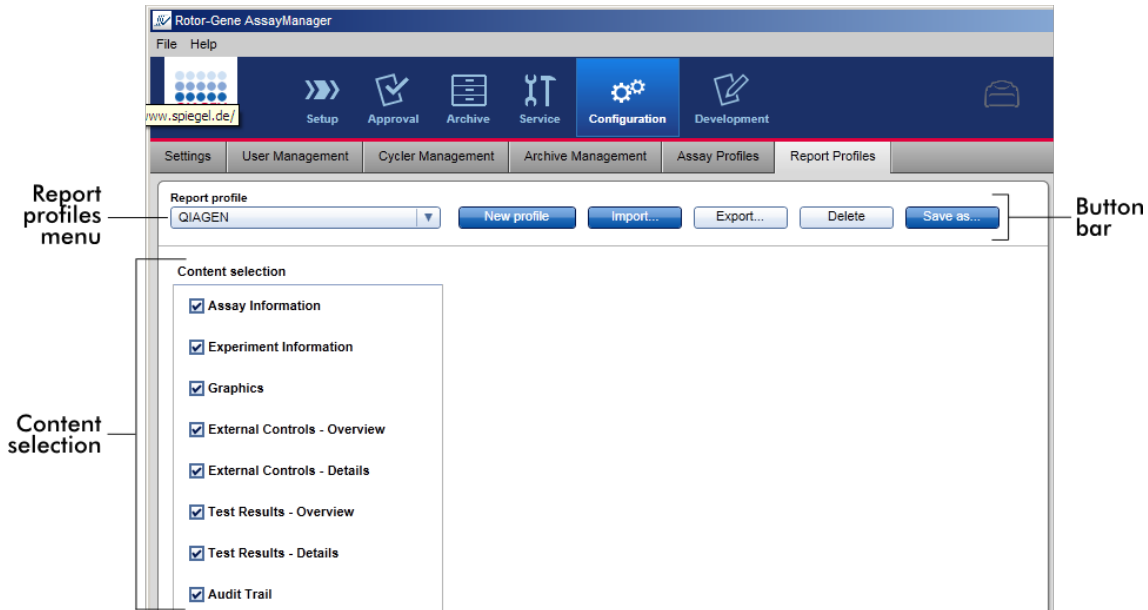 Rotor-Gene AssayManager
File Help
www.spiegel.de/
Setup Approval Archive Service Configuration Development
Settings User Management Cycler Management Archive Management Assay Profiles Report Profiles
Report profiles menu
Report profile
QIAGEN New profile Import... Export... Delete Save as...
Button bar
Content selection
Content selection
Assay Information
Experiment Information
Graphics
External Controls - Overview
External Controls - Details
Test Results - Overview
Test Results - Details
Audit Trail